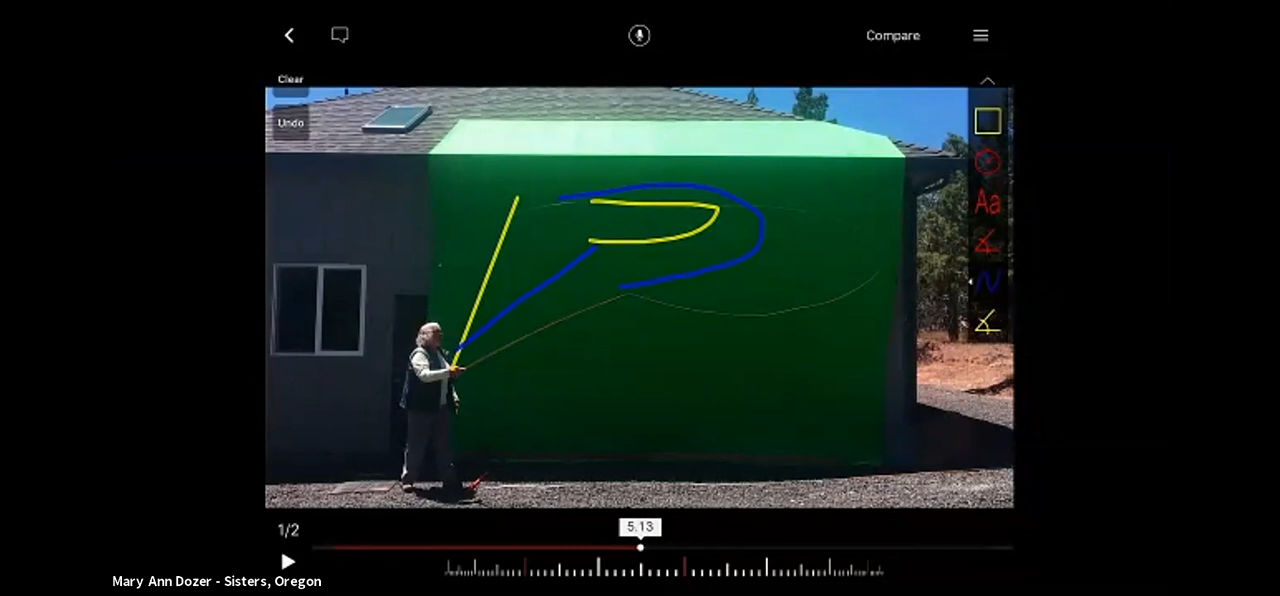 Compare
Clear
Undo
Aa
5.13
1/2
Mary Ann Dozer - Sisters, Oregon